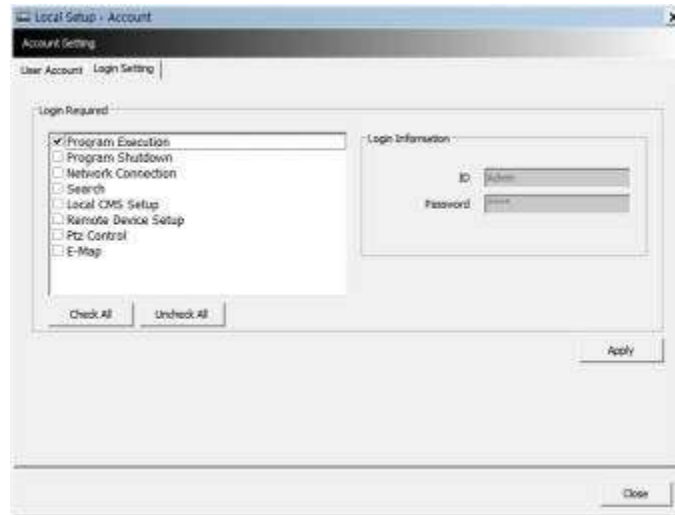 Local Setup - Account
Account Setting
User Account Login Setting
Login Required
Program Execution
Program Shutdown
Network Connection
Search
Local CMS Setup
Remote Device Setup
Ptz Control
E-Map
Check All Uncheck All
Login Information
ID Admin
Password ****
Apply
Close